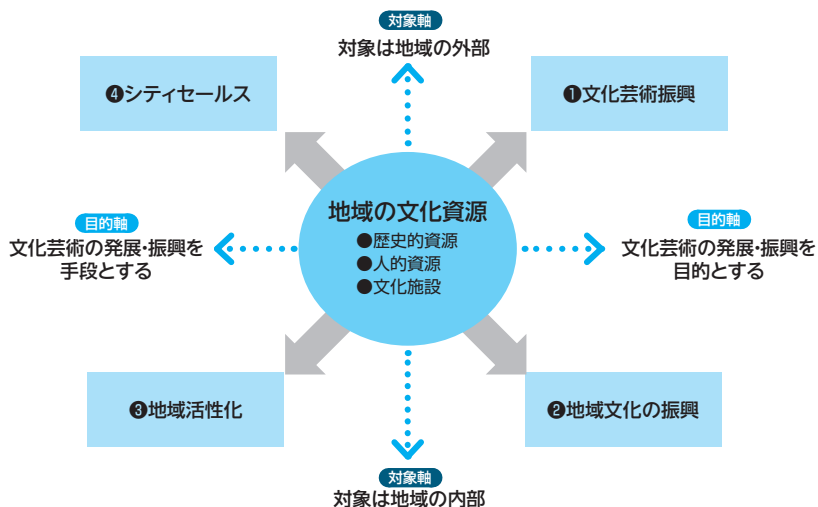 対象軸
対象は地域の外部
❹シティセールス
❶文化芸術振興
地域の文化資源
●歴史的資源
●人的資源
●文化施設
目的軸
文化芸術の発展・振興を
手段とする
目的軸
文化芸術の発展・振興を
目的とする
❸地域活性化
❷地域文化の振興
対象軸
対象は地域の内部